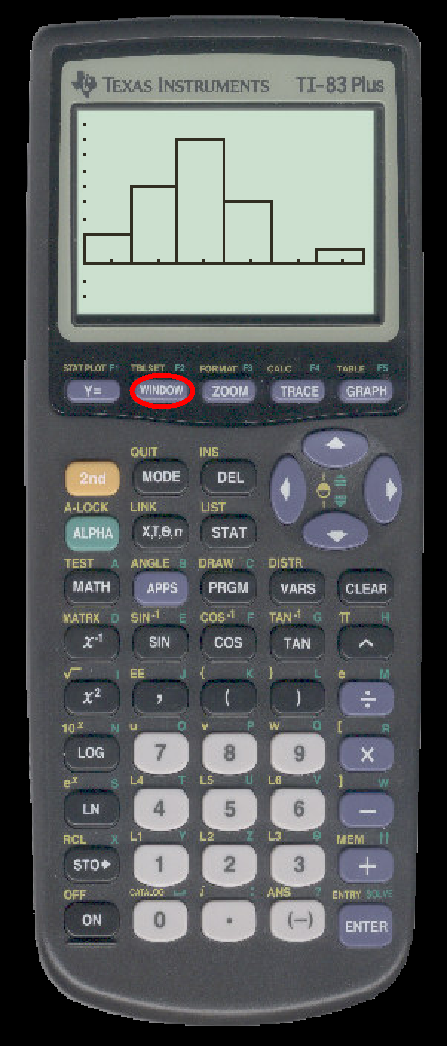 TEXAS INSTRUMENTS TI-83 Plus
STAT PLOT F1 TBLSET F2 FORMAT F3 CALC F4 TABLE F5
Y= WINDOW ZOOM TRACE GRAPH
QUIT INS
2nd MODE DEL
A-LOCK LINK LIST
ALPHA X,T,Θ,n STAT
TEST A ANGLE B DRAW C DISTR
MATH APPS PRGM VARS CLEAR
MATRX D SIN⁻¹ E COS⁻¹ F TAN⁻¹ G π H
x⁻¹ SIN COS TAN ^
√ I EE J { K } L e M
x² , ( ) ÷
10ˣ N u O v P w Q [ R
LOG 7 8 9 ×
eˣ S L4 T L5 U L6 V ] W
LN 4 5 6 −
RCL X L1 Y L2 Z L3 θ MEM "
STO 1 2 3 +
OFF CATALOG i : ANS ? ENTRY SOLVE
ON 0 . (−) ENTER